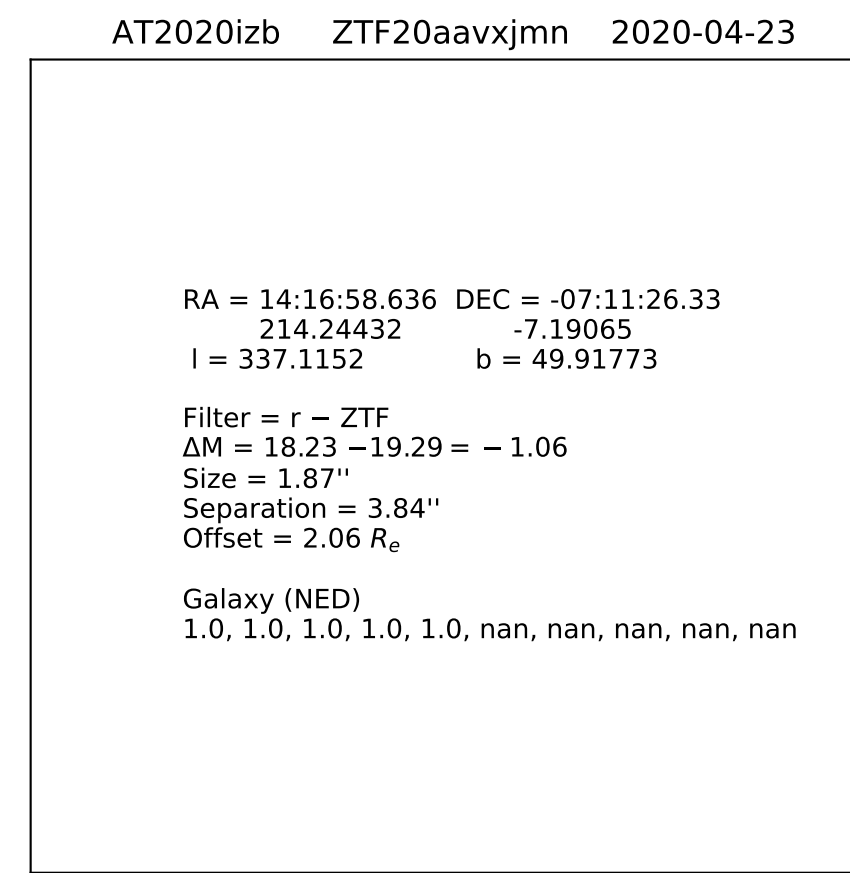 AT2020izb ZTF20aavxjmn 2020-04-23
RA = 14:16:58.636 DEC = -07:11:26.33
214.24432 -7.19065
l = 337.1152 b = 49.91773
Filter = r − ZTF
ΔM = 18.23 −19.29 = − 1.06
Size = 1.87''
Separation = 3.84''
Offset = 2.06 Rₑ
Galaxy (NED)
1.0, 1.0, 1.0, 1.0, 1.0, nan, nan, nan, nan, nan